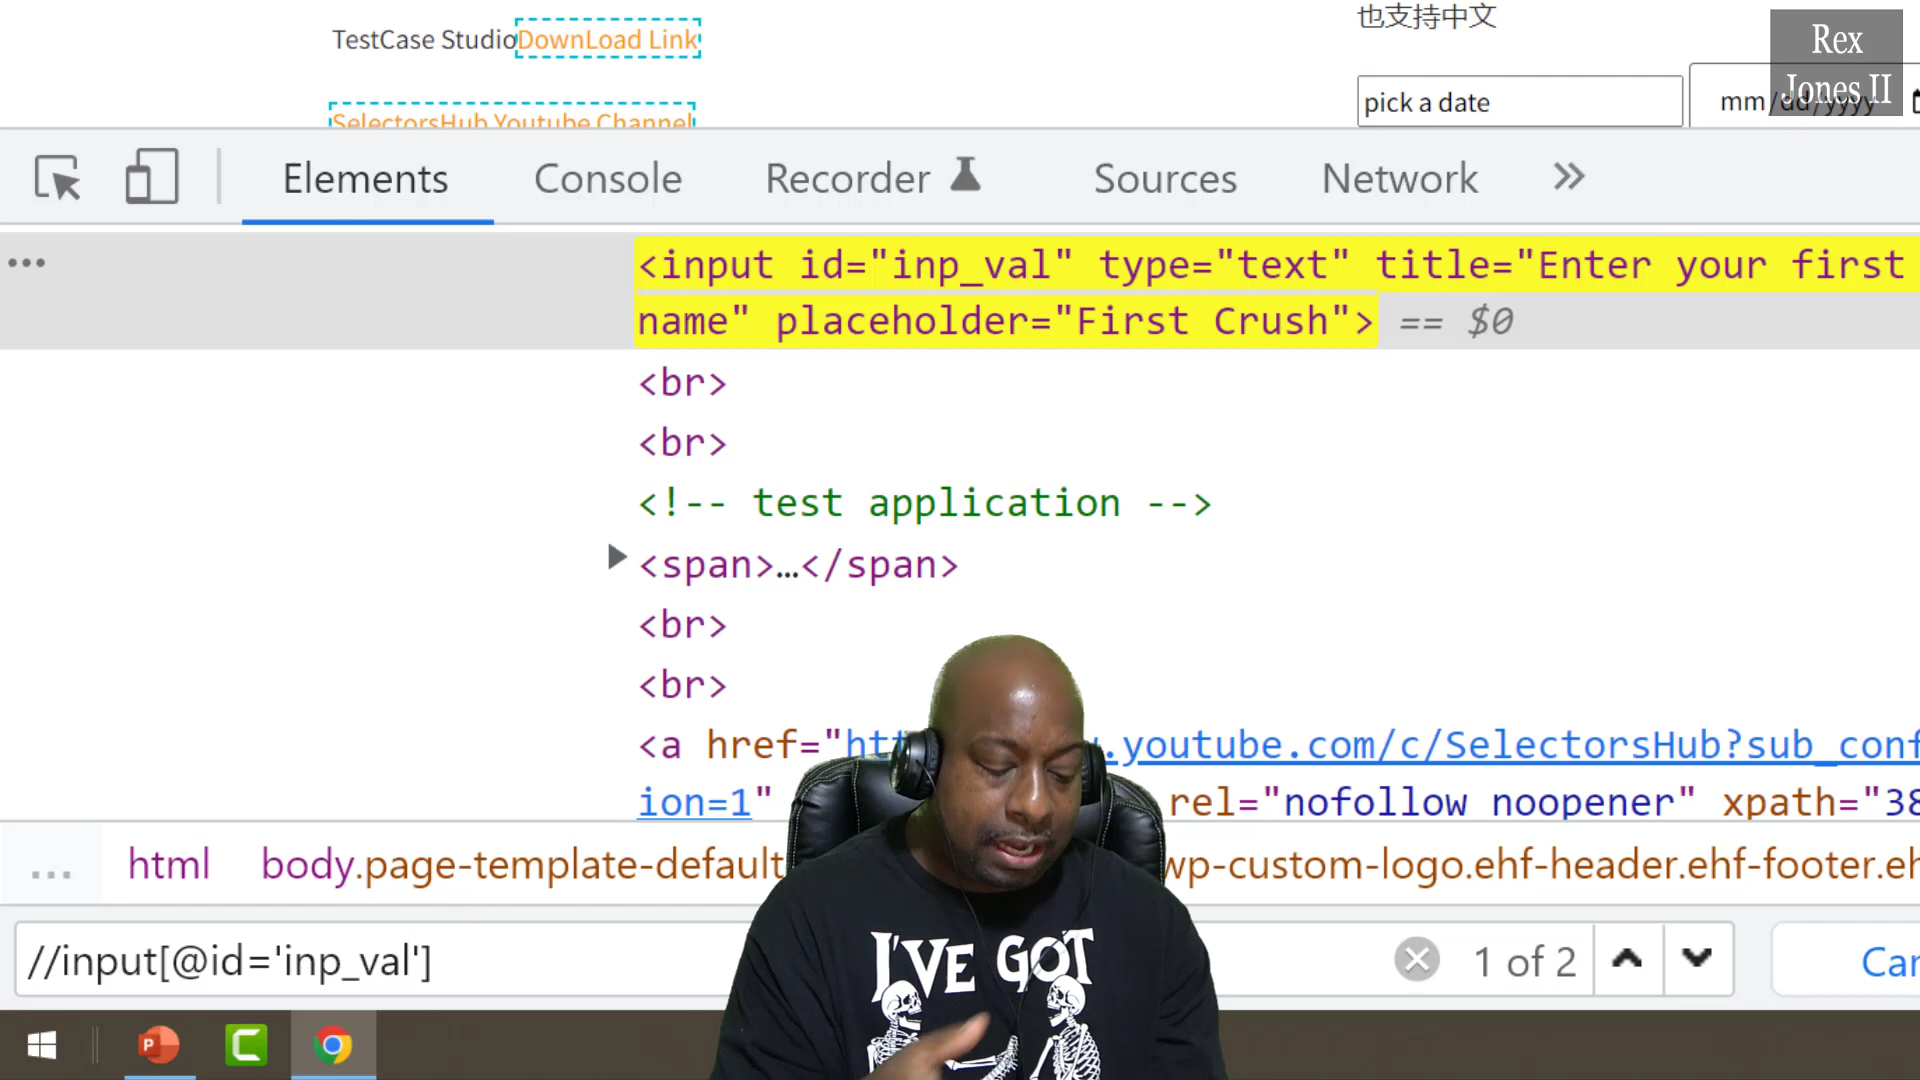 也支持中文
TestCase StudioDownLoad Link
Rex
Jones II
pick a date
mm/dd/yyyy
SelectorsHub Youtube Channel
Elements
Console
Recorder
Sources
Network
<input id="inp_val" type="text" title="Enter your first
name" placeholder="First Crush"> == $0
<br>
<br>
<!-- test application -->
<span>…</span>
<br>
<br>
<a href="htt .youtube.com/c/SelectorsHub?sub_conf
ion=1" rel="nofollow noopener" xpath="38
... html body.page-template-default wp-custom-logo.ehf-header.ehf-footer.eh
//input[@id='inp_val']
1 of 2
Can
I'VE GOT